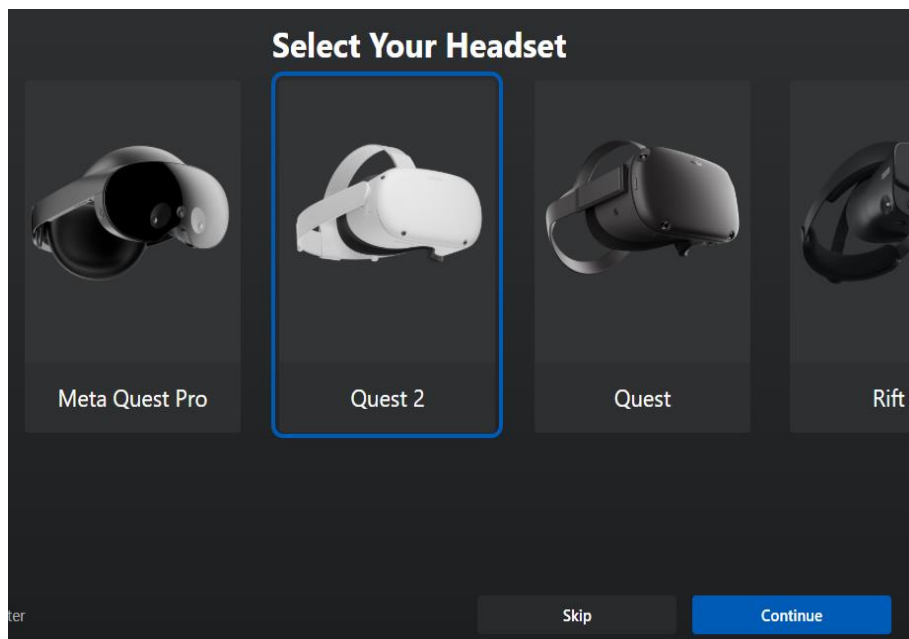 Select Your Headset
Meta Quest Pro
Quest 2
Quest
Rift
ter
Skip
Continue